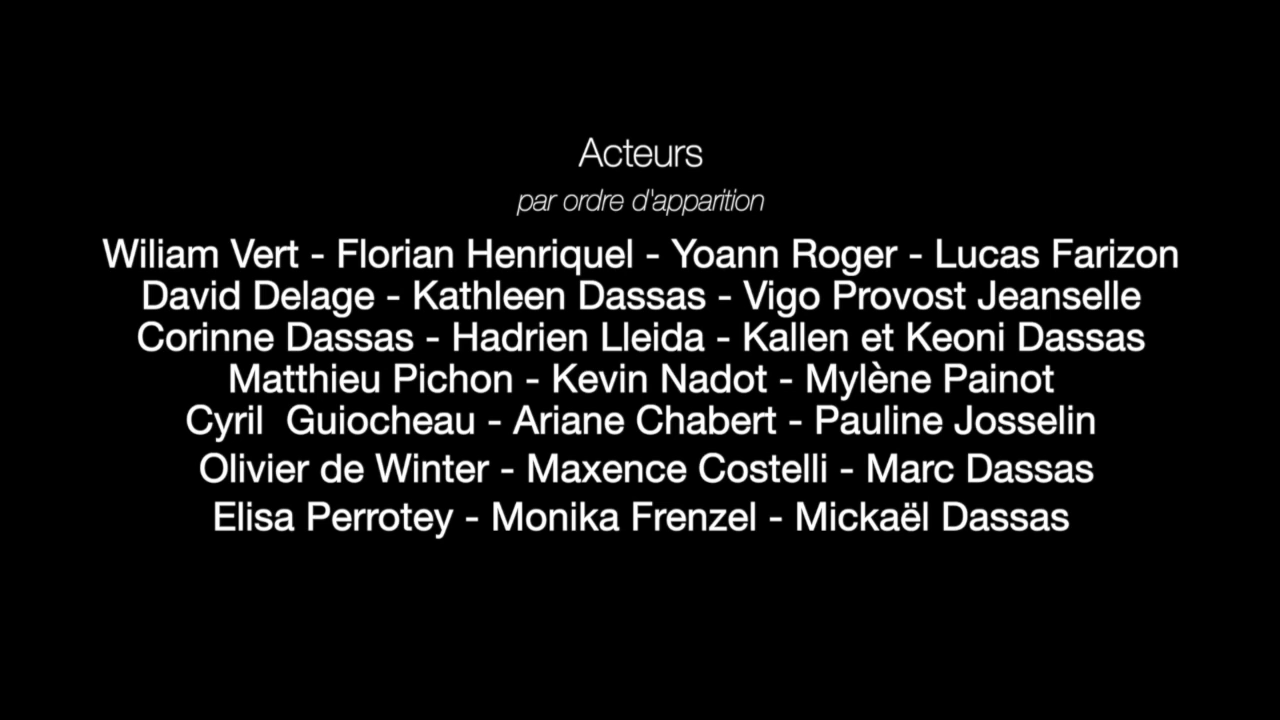 Acteurs
par ordre d'apparition
Wiliam Vert - Florian Henriquel - Yoann Roger - Lucas Farizon
David Delage - Kathleen Dassas - Vigo Provost Jeanselle
Corinne Dassas - Hadrien Lleida - Kallen et Keoni Dassas
Matthieu Pichon - Kevin Nadot - Mylène Painot
Cyril  Guiocheau - Ariane Chabert - Pauline Josselin
Olivier de Winter - Maxence Costelli - Marc Dassas
Elisa Perrotey - Monika Frenzel - Mickaël Dassas